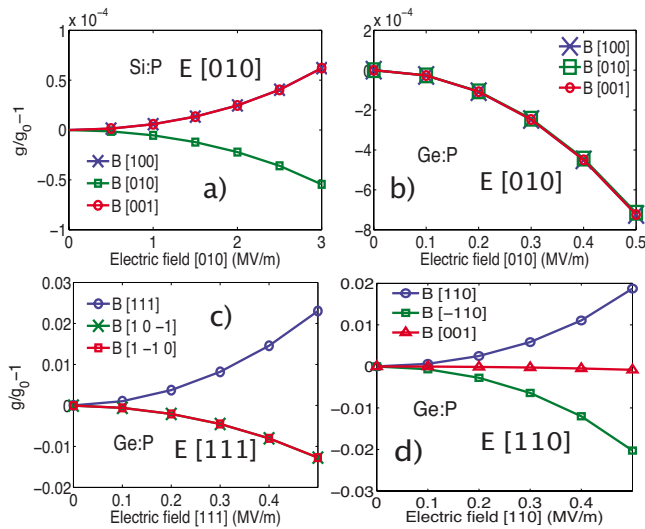 1 x 10⁻⁴
Si:P E [010]
0.5
0
g/g₀−1
B [100]
B [010]
B [001]
a)
−0.5
−1
0 1 2 3
Electric field [010] (MV/m)
2 x 10⁻⁴
B [100]
B [010]
B [001]
0
−2
−4
Ge:P
b) E [010]
−6
−8
0 0.1 0.2 0.3 0.4 0.5
Electric field [010] (MV/m)
0.03
B [111]
B [1 0 −1]
B [1 −1 0]
c)
0.02
0.01
g/g₀−1
0
Ge:P E [111]
−0.01
−0.02
0 0.1 0.2 0.3 0.4
Electric field [111] (MV/m)
0.02
B [110]
B [−110]
B [001]
0.01
0
Ge:P
−0.01
E [110]
d)
−0.02
−0.03
0 0.1 0.2 0.3 0.4
Electric field [110] (MV/m)